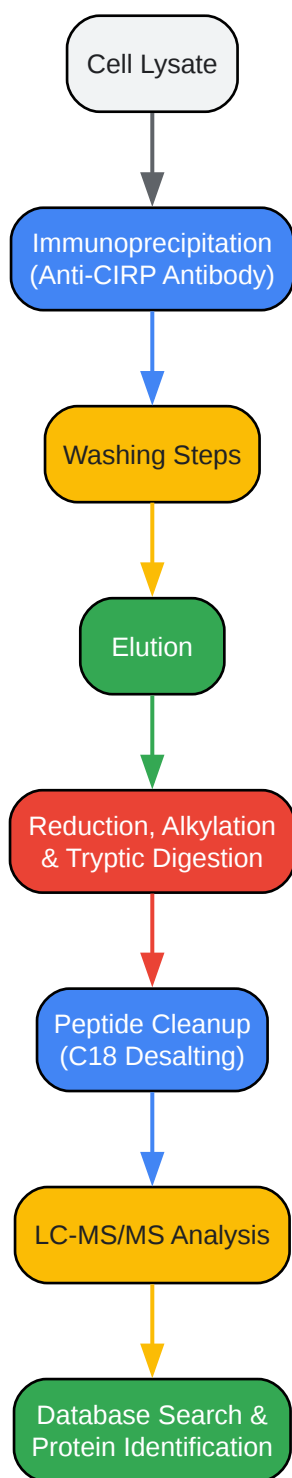 Cell Lysate
Immunoprecipitation
(Anti-CIRP Antibody)
Washing Steps
Elution
Reduction, Alkylation
& Tryptic Digestion
Peptide Cleanup
(C18 Desalting)
LC-MS/MS Analysis
Database Search &
Protein Identification